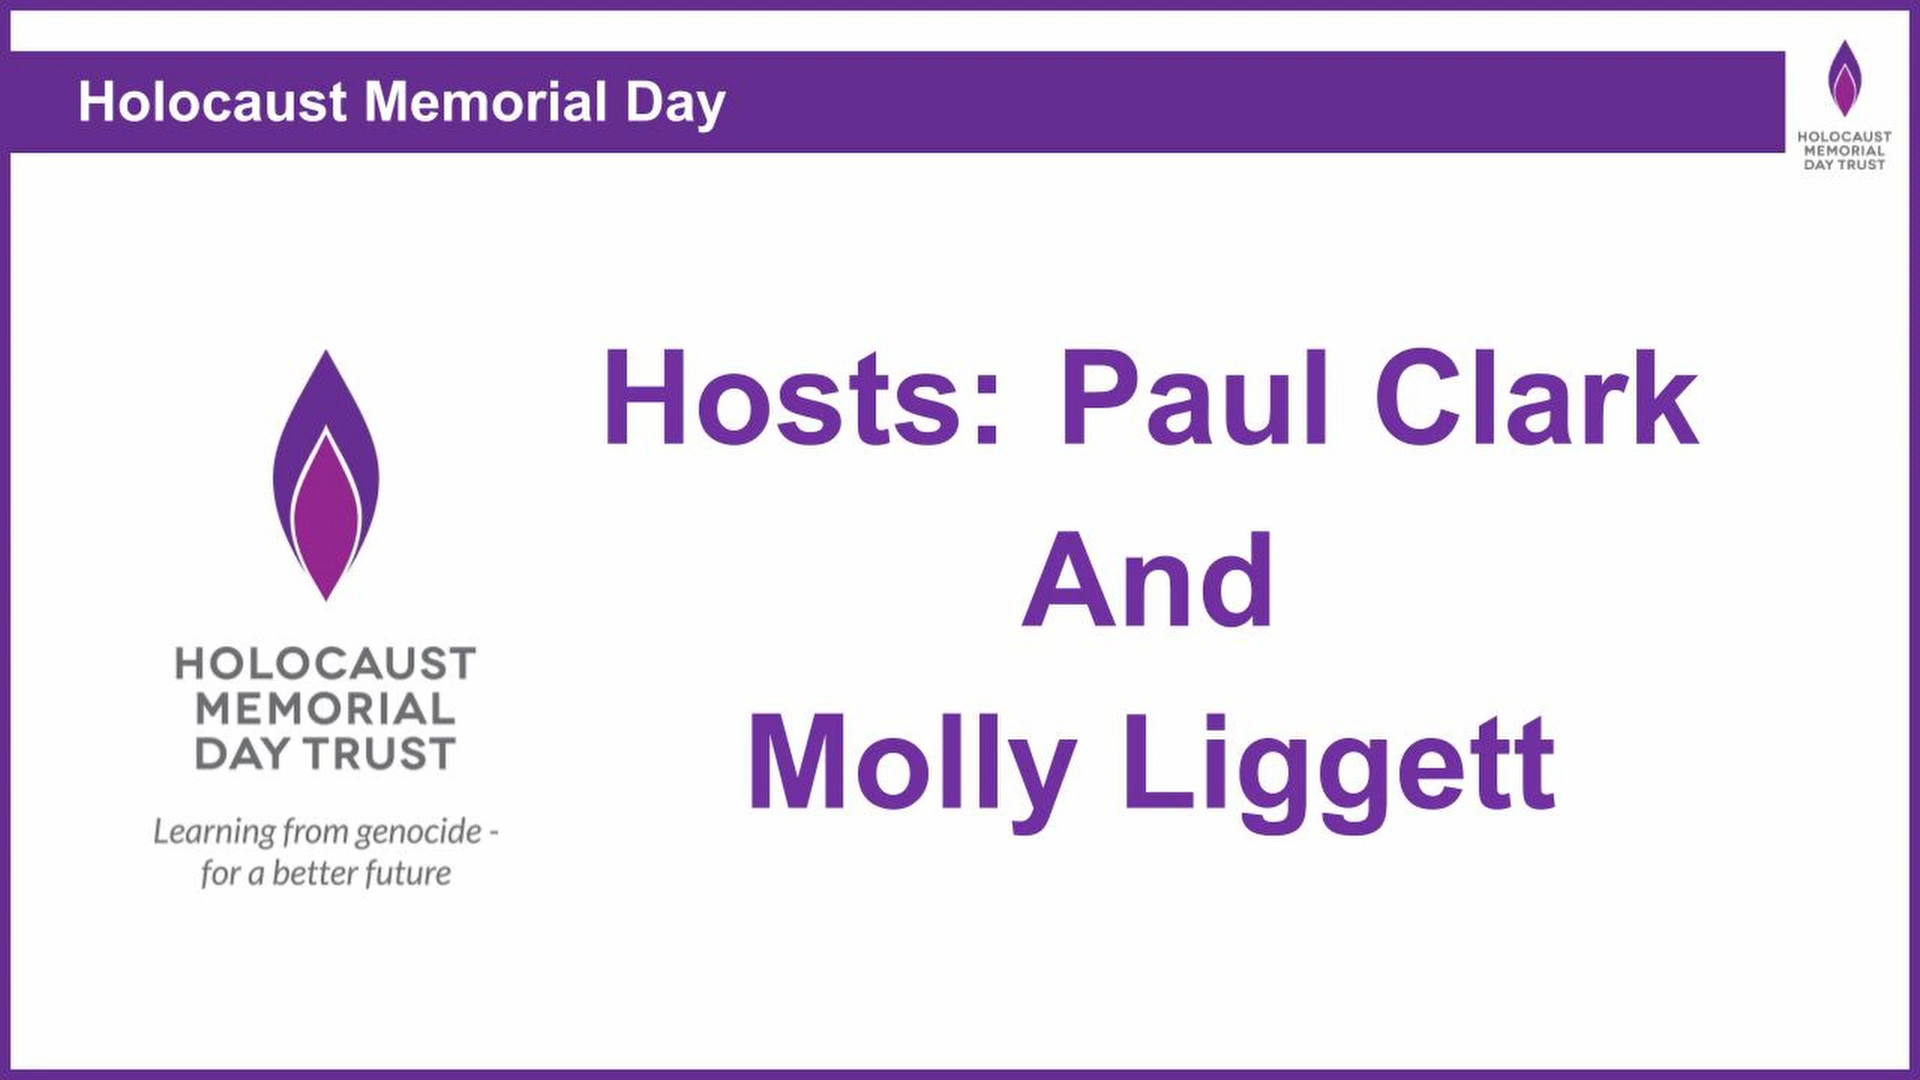 Holocaust Memorial Day
HOLOCAUST
MEMORIAL
DAY TRUST
Hosts: Paul Clark
And
Molly Liggett
HOLOCAUST
MEMORIAL
DAY TRUST
Learning from genocide -
for a better future